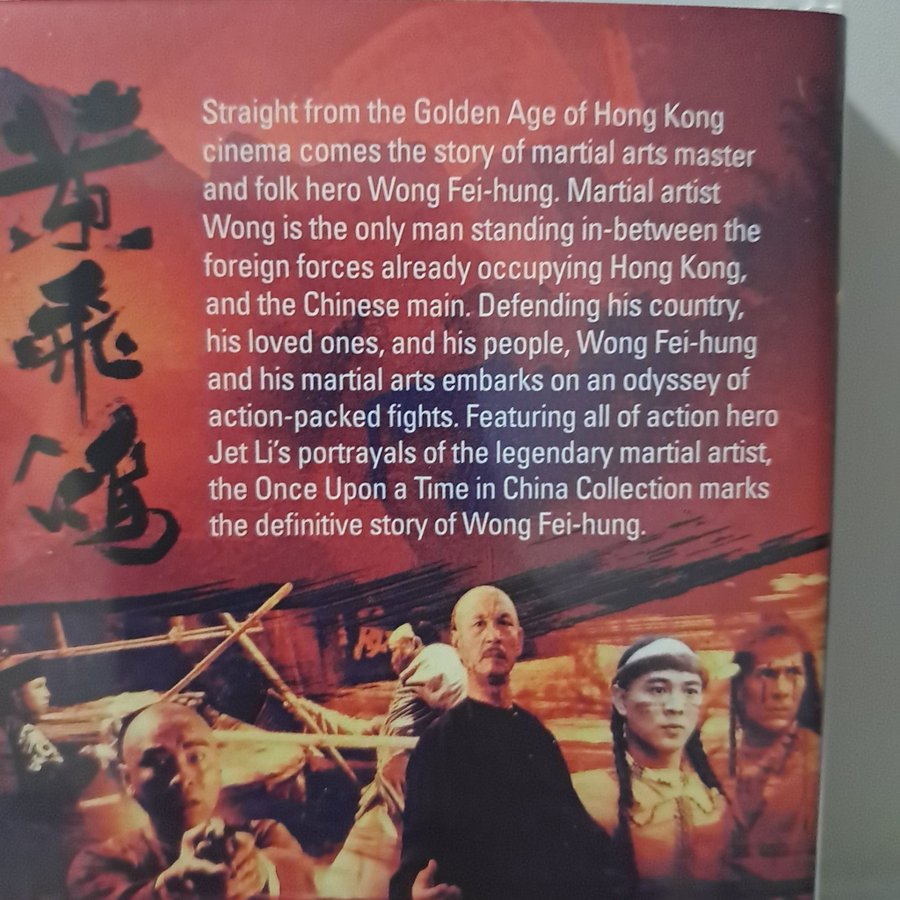 黃飛鴻
Straight from the Golden Age of Hong Kong
cinema comes the story of martial arts master
and folk hero Wong Fei-hung. Martial artist
Wong is the only man standing in-between the
foreign forces already occupying Hong Kong,
and the Chinese main. Defending his country,
his loved ones, and his people, Wong Fei-hung
and his martial arts embarks on an odyssey of
action-packed fights. Featuring all of action hero
Jet Li's portrayals of the legendary martial artist,
the Once Upon a Time in China Collection marks
the definitive story of Wong Fei-hung.